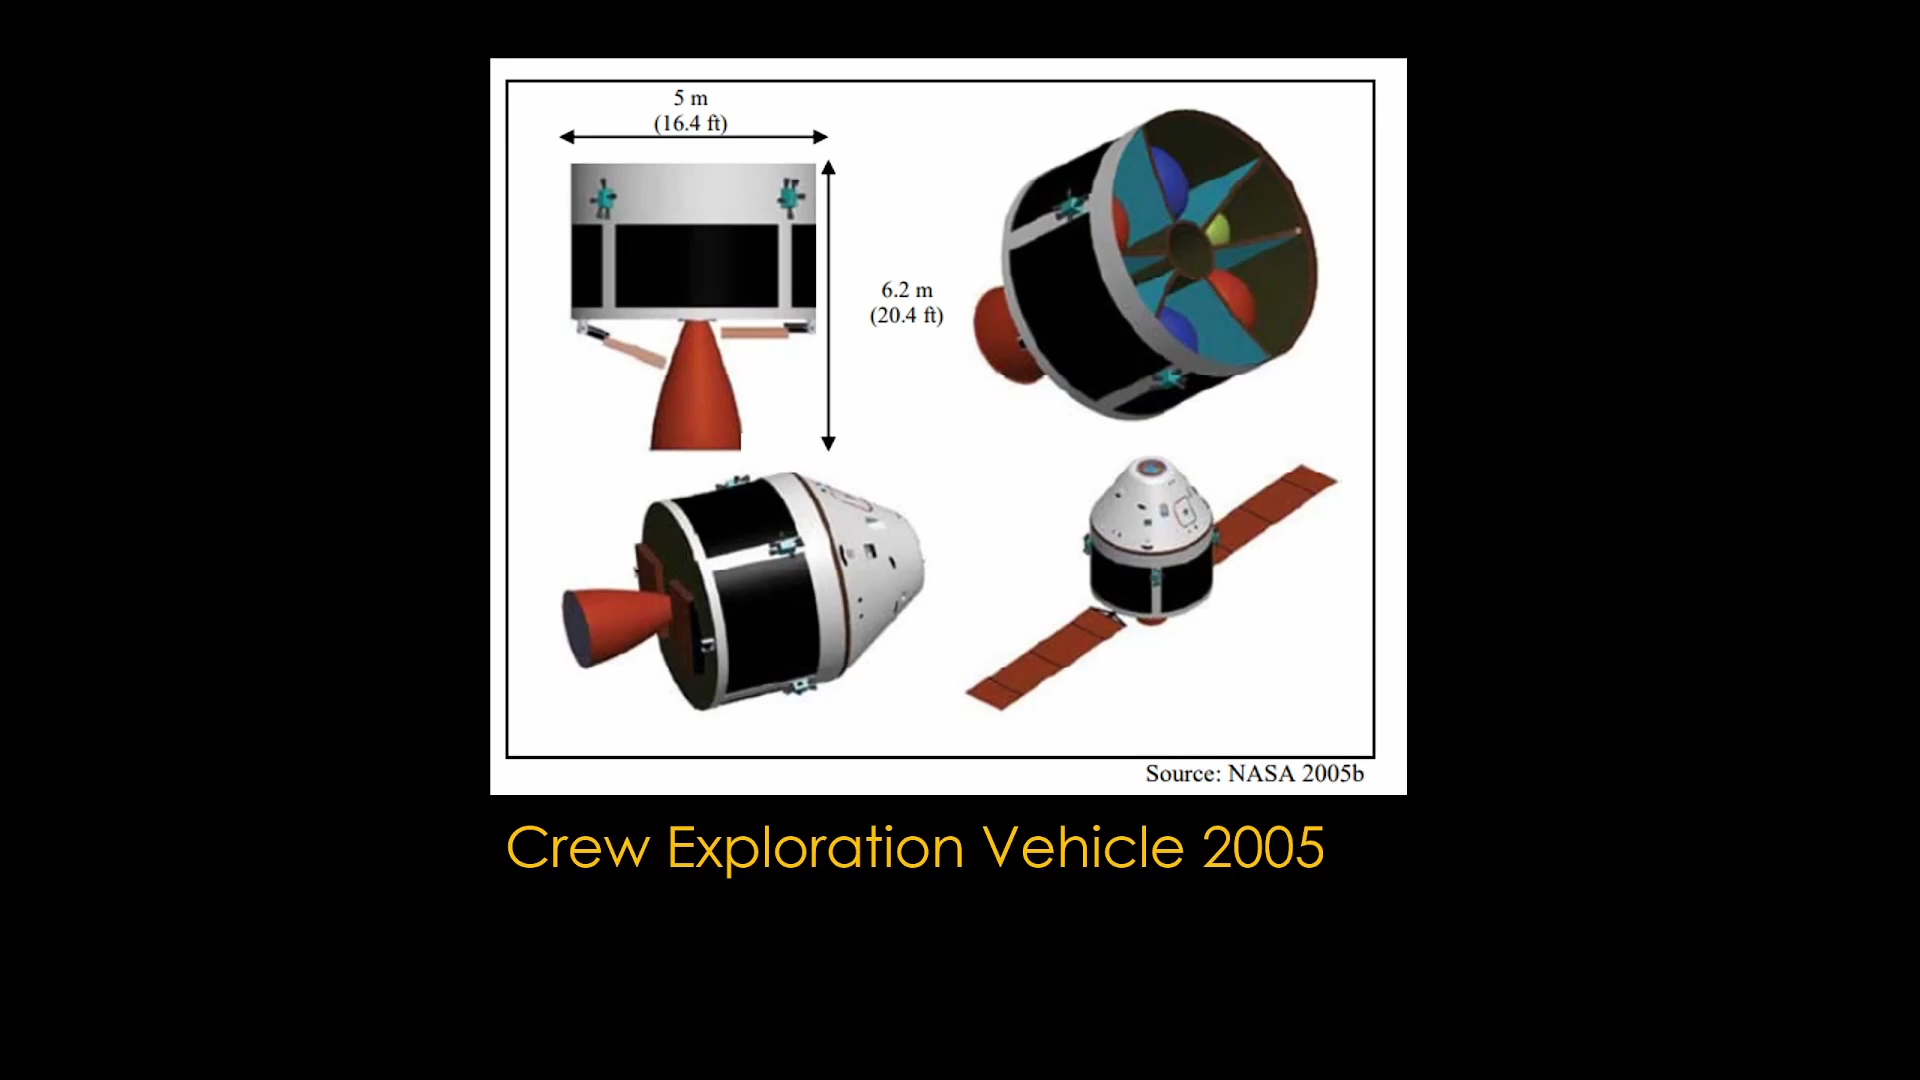 5 m
(16.4 ft)
6.2 m
(20.4 ft)
Source: NASA 2005b
Crew Exploration Vehicle 2005